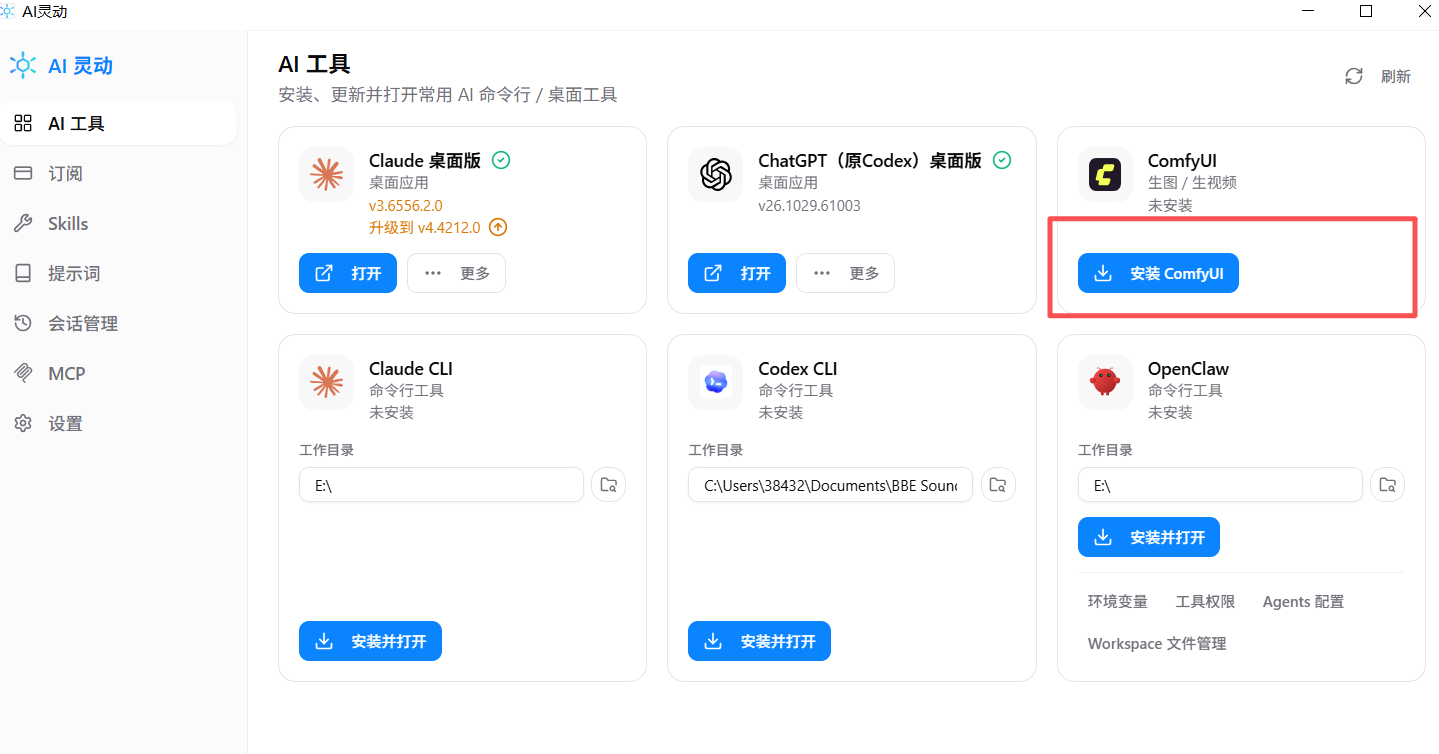 AI灵动
AI 灵动
AI 工具
订阅
Skills
提示词
会话管理
MCP
设置
AI 工具
安装、更新并打开常用 AI 命令行 / 桌面工具
刷新
Claude 桌面版
桌面应用
v3.6556.2.0
升级到 v4.4212.0
打开
更多
ChatGPT（原Codex）桌面版
桌面应用
v26.1029.61003
打开
更多
ComfyUI
生图 / 生视频
未安装
安装 ComfyUI
Claude CLI
命令行工具
未安装
工作目录
E:\
安装并打开
Codex CLI
命令行工具
未安装
工作目录
C:\Users\38432\Documents\BBE Soun
安装并打开
OpenClaw
命令行工具
未安装
工作目录
E:\
安装并打开
环境变量
工具权限
Agents 配置
Workspace 文件管理